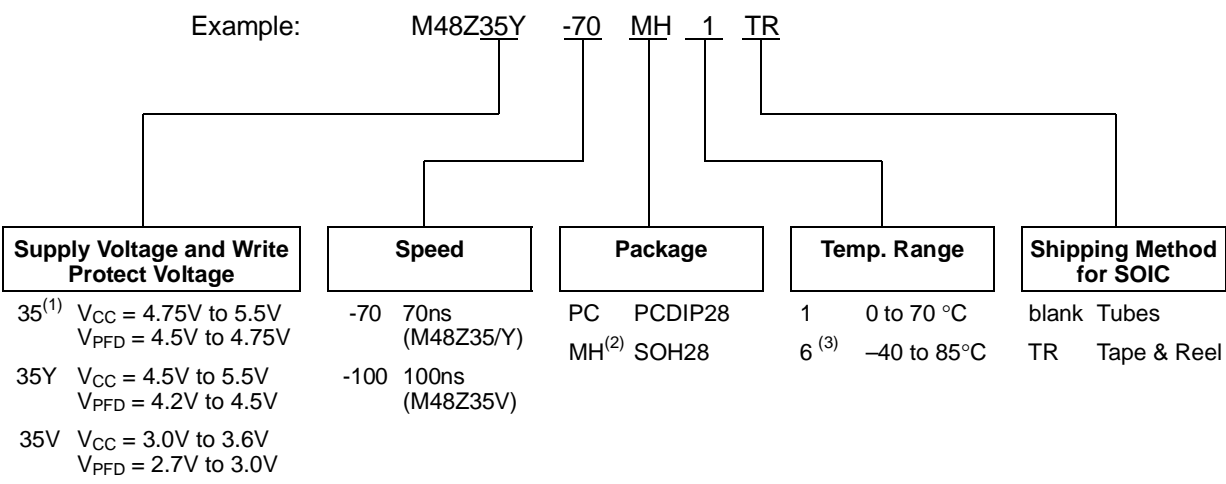 Example: M48Z35Y -70 MH 1 TR
Supply Voltage and Write
Protect Voltage
35(1) VCC = 4.75V to 5.5V
VPFD = 4.5V to 4.75V
35Y VCC = 4.5V to 5.5V
VPFD = 4.2V to 4.5V
35V VCC = 3.0V to 3.6V
VPFD = 2.7V to 3.0V
Speed
-70 70ns
(M48Z35/Y)
-100 100ns
(M48Z35V)
Package
PC PCDIP28
MH(2) SOH28
Temp. Range
1 0 to 70 °C
6 (3) –40 to 85°C
Shipping Method
for SOIC
blank Tubes
TR Tape & Reel